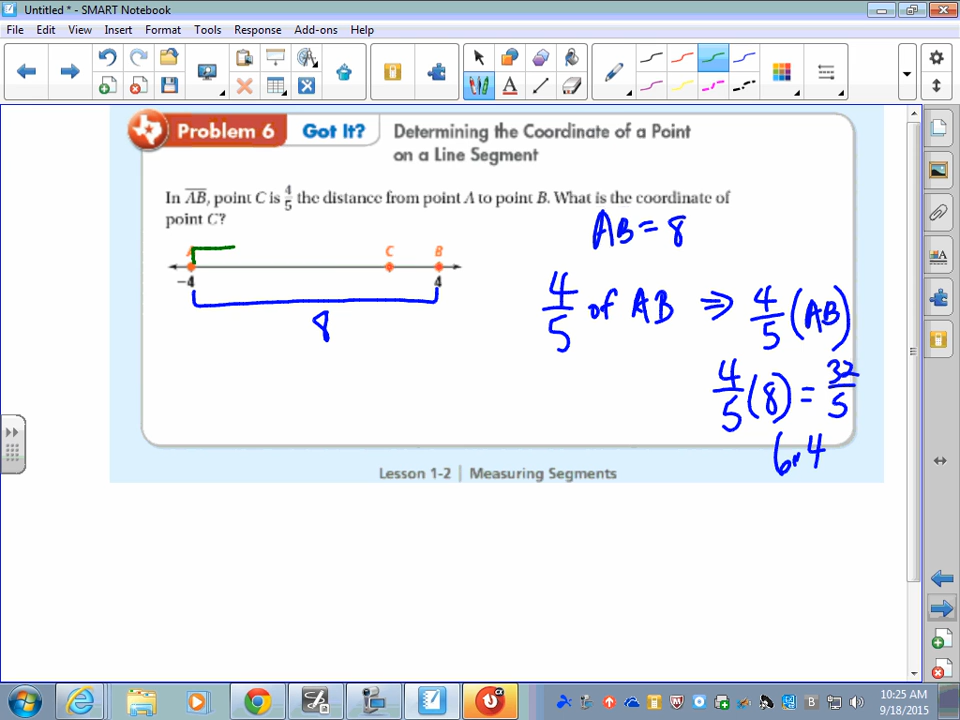 Untitled * - SMART Notebook
File Edit View Insert Format Tools Response Add-ons Help
Problem 6 Got It? Determining the Coordinate of a Point
on a Line Segment
In AB, point C is 4/5 the distance from point A to point B. What is the coordinate of
point C?
AB = 8
A C B
-4 4
8
4/5 of AB ⇒ 4/5 (AB)
4/5 (8) = 32/5
6.4
Lesson 1-2 | Measuring Segments
10:25 AM
9/18/2015